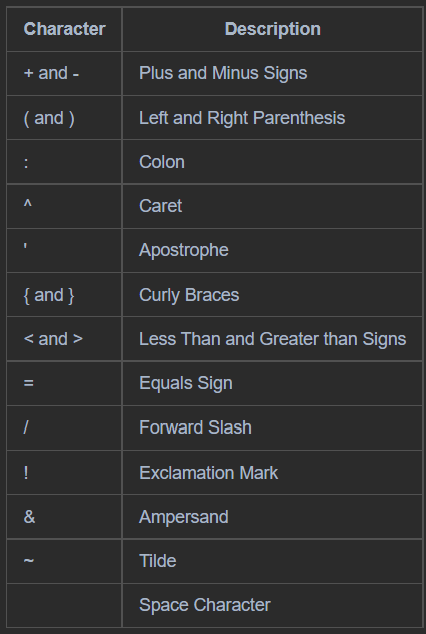 Character Description
+ and - Plus and Minus Signs
( and ) Left and Right Parenthesis
: Colon
^ Caret
' Apostrophe
{ and } Curly Braces
< and > Less Than and Greater than Signs
= Equals Sign
/ Forward Slash
! Exclamation Mark
& Ampersand
~ Tilde
Space Character